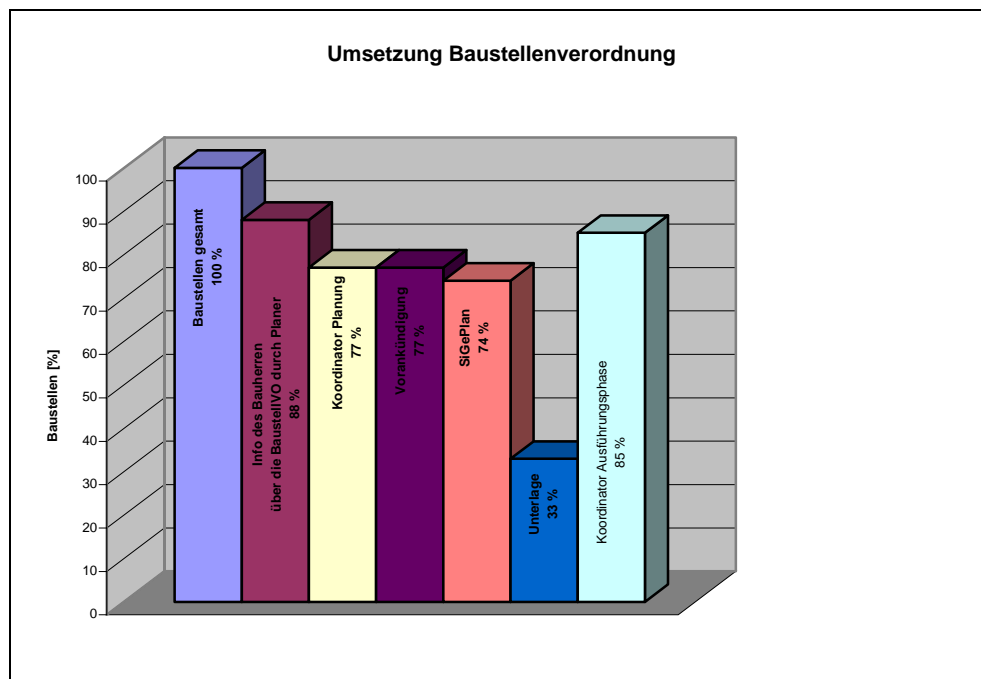 Umsetzung Baustellenverordnung
Baustellen [%]
100
90
80
70
60
50
40
30
20
10
0
Baustellen gesamt
100 %
Info des Bauherren
über die BaustellVO durch Planer
88 %
Koordinator Planung
77 %
Vorankündigung
77 %
SiGePlan
74 %
Unterlage
33 %
Koordinator Ausführungsphase
85 %